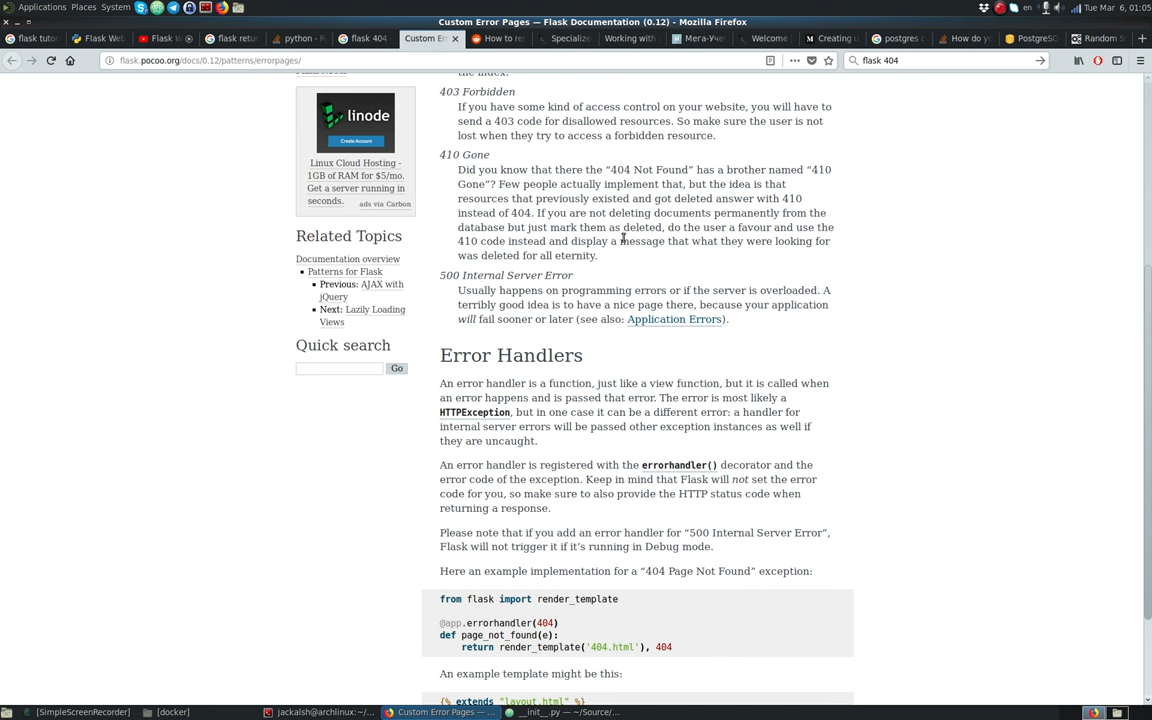 Applications Places System
en Tue Mar 6, 01:05
Custom Error Pages — Flask Documentation (0.12) - Mozilla Firefox
flask tuto
Flask Web
Flask W
flask retu
python - R
flask 404
Custom Er
How to re
Specialize
Working with
Мега-Учет
Welcome
Creating u
postgres c
How do yo
PostgreSQ
Random S
flask.pocoo.org/docs/0.12/patterns/errorpages/
flask 404
the index.
403 Forbidden
If you have some kind of access control on your website, you will have to
send a 403 code for disallowed resources. So make sure the user is not
lost when they try to access a forbidden resource.
410 Gone
Did you know that there the “404 Not Found” has a brother named “410
Gone”? Few people actually implement that, but the idea is that
resources that previously existed and got deleted answer with 410
instead of 404. If you are not deleting documents permanently from the
database but just mark them as deleted, do the user a favour and use the
410 code instead and display a message that what they were looking for
was deleted for all eternity.
500 Internal Server Error
Usually happens on programming errors or if the server is overloaded. A
terribly good idea is to have a nice page there, because your application
will fail sooner or later (see also: Application Errors).
linode
Create Account
Linux Cloud Hosting -
1GB of RAM for $5/mo.
Get a server running in
seconds.
ads via Carbon
Related Topics
Documentation overview
Patterns for Flask
Previous: AJAX with
jQuery
Next: Lazily Loading
Views
Quick search
Go
Error Handlers
An error handler is a function, just like a view function, but it is called when
an error happens and is passed that error. The error is most likely a
HTTPException, but in one case it can be a different error: a handler for
internal server errors will be passed other exception instances as well if
they are uncaught.
An error handler is registered with the errorhandler() decorator and the
error code of the exception. Keep in mind that Flask will not set the error
code for you, so make sure to also provide the HTTP status code when
returning a response.
Please note that if you add an error handler for “500 Internal Server Error”,
Flask will not trigger it if it’s running in Debug mode.
Here an example implementation for a “404 Page Not Found” exception:
from flask import render_template
@app.errorhandler(404)
def page_not_found(e):
return render_template('404.html'), 404
An example template might be this:
{% extends "layout.html" %}
[SimpleScreenRecorder]
[docker]
jackalsh@archlinux:~/...
Custom Error Pages — ...
__init__.py — ~/Source/...